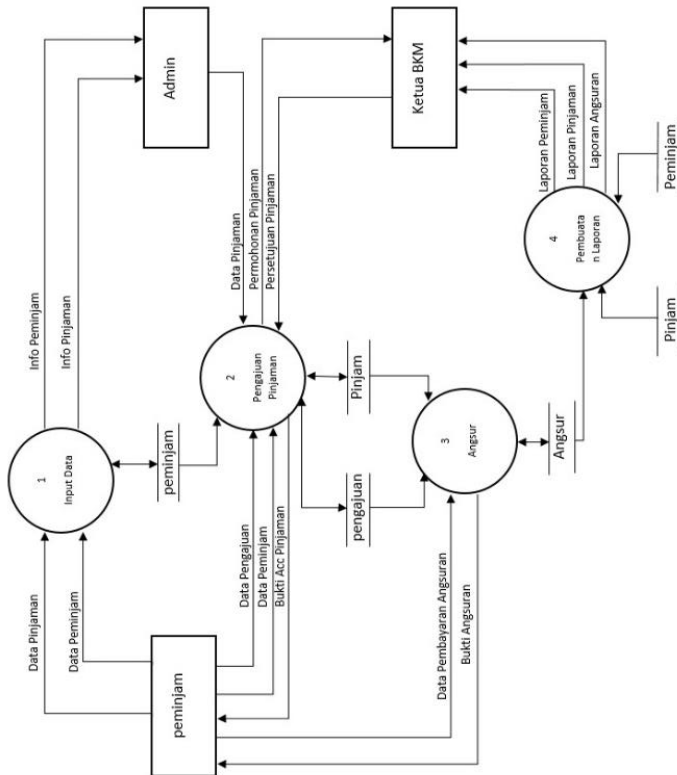 Data Pinjaman
Data Peminjam
1
Input Data
Info Peminjam
Info Pinjaman
Admin
peminjam
peminjam
Data Pengajuan
Data Peminjam
Bukti Acc Pinjaman
2
Pengajuan
Pinjaman
Data Pinjaman
Permohonan Pinjaman
Persetujuan Pinjaman
Ketua BKM
pengajuan
Pinjam
Data Pembayaran Angsuran
Bukti Angsuran
3
Angsur
Angsur
4
Pembuata
n Laporan
Laporan Peminjam
Laporan Pinjaman
Laporan Angsuran
Pinjam
Peminjam